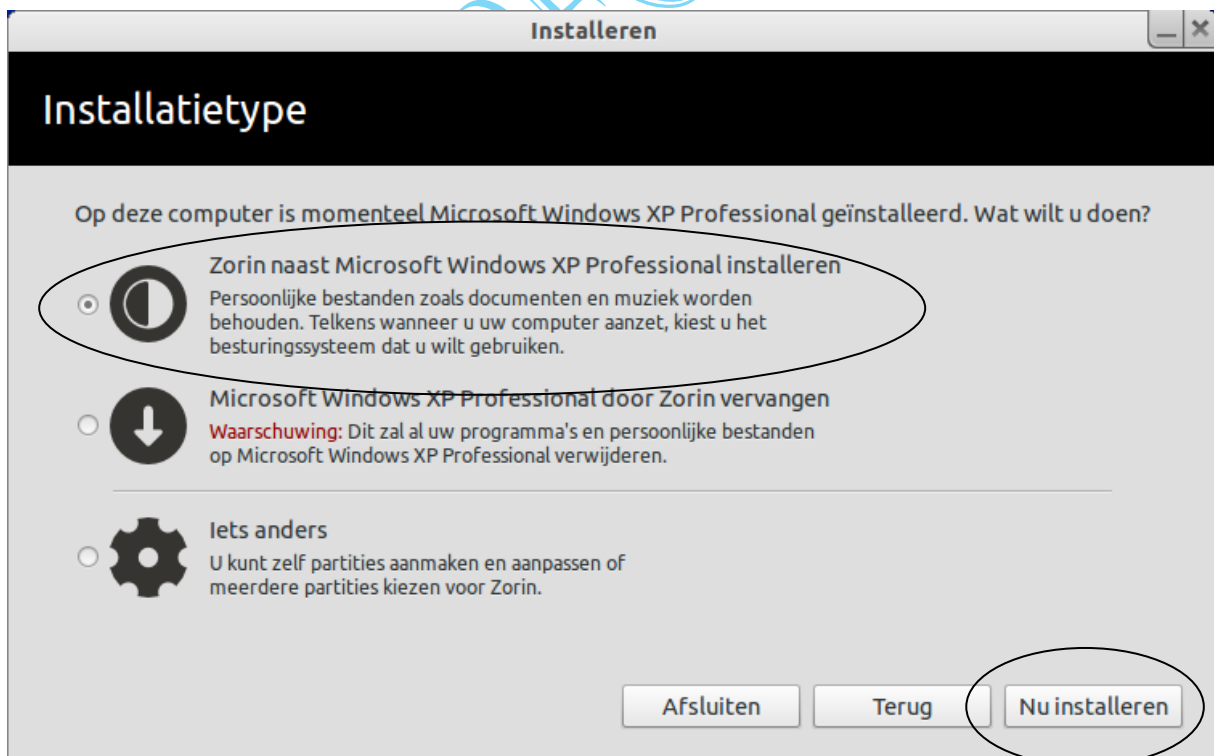 Installeren
Installatietype
Op deze computer is momenteel Microsoft Windows XP Professional geïnstalleerd. Wat wilt u doen?
Zorin naast Microsoft Windows XP Professional installeren
Persoonlijke bestanden zoals documenten en muziek worden
behouden. Telkens wanneer u uw computer aanzet, kiest u het
besturingssysteem dat u wilt gebruiken.
Microsoft Windows XP Professional door Zorin vervangen
Waarschuwing: Dit zal al uw programma's en persoonlijke bestanden
op Microsoft Windows XP Professional verwijderen.
Iets anders
U kunt zelf partities aanmaken en aanpassen of
meerdere partities kiezen voor Zorin.
Afsluiten Terug Nu installeren